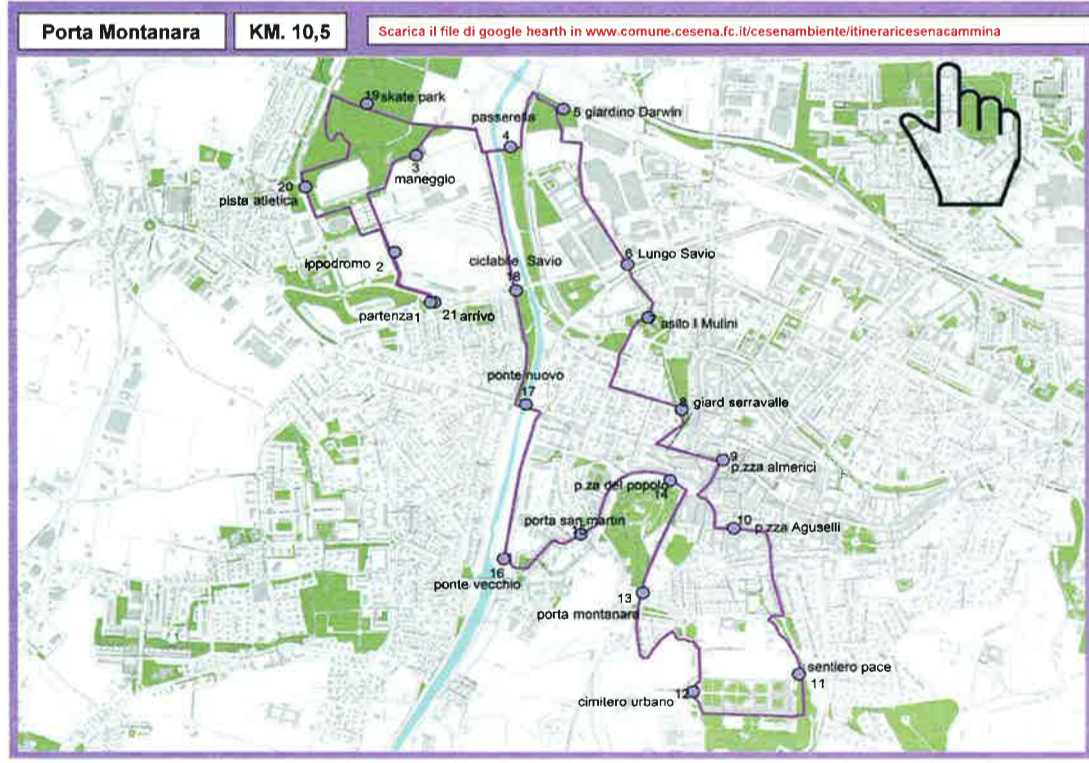 Porta Montanara
KM. 10,5
Scarica il file di google hearth in www.comune.cesena.fc.it/cesenambiente/itineraricesenacammina
19 skate park
passerella
4
5 giardino Darwin
3
maneggio
20
pista atletica
ippodromo 2
ciclabile Savio
18
6 Lungo Savio
partenza 1
21 arrivo
7
asilo I Mulini
ponte nuovo
17
8 giard serravalle
9
p.zza almerici
p.za del popolo
14
porta san martin
15
10 p.zza Aguselli
16
ponte vecchio
13
porta montanara
sentiero pace
11
12
cimitero urbano